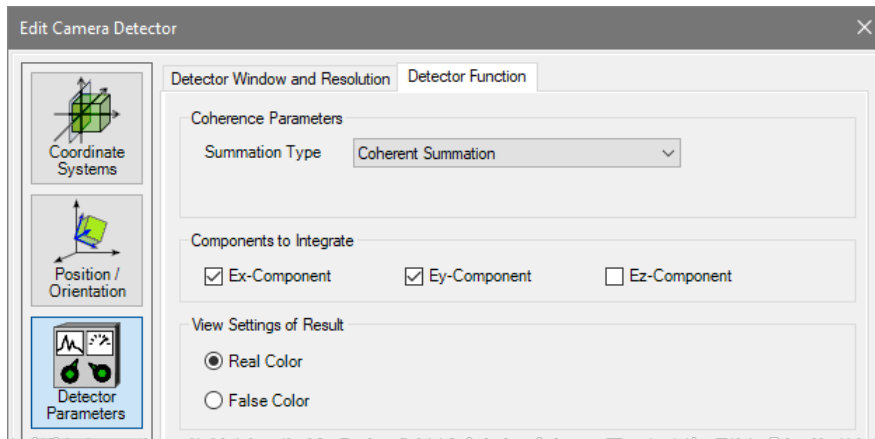 Edit Camera Detector
Detector Window and Resolution
Detector Function
Coordinate
Systems
Position /
Orientation
Detector
Parameters
Coherence Parameters
Summation Type
Coherent Summation
Components to Integrate
Ex-Component
Ey-Component
Ez-Component
View Settings of Result
Real Color
False Color